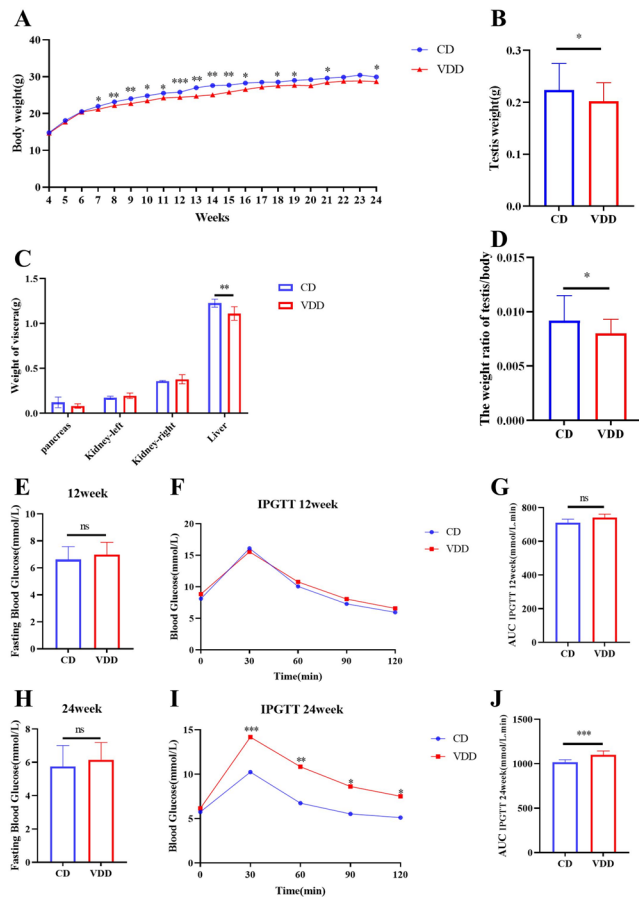 A
Body weight(g)
40
30
20
10
0
* ** ** * * *** ** ** ** * * * * *
4 5 6 7 8 9 10 11 12 13 14 15 16 17 18 19 20 21 22 23 24
Weeks
CD
VDD
B
Testis weight(g)
0.3
0.2
0.1
0.0
*
CD VDD
C
Weight of viscera(g)
1.5
1.0
0.5
0.0
**
pancreas Kidney-left Kidney-right Liver
CD
VDD
D
The weight ratio of testis/body
0.015
0.010
0.005
0.000
*
CD VDD
E
12week
Fasting Blood Glucose(mmol/L)
10
8
6
4
2
0
ns
CD VDD
F
IPGTT 12week
Blood Glucose(mmol/L)
20
15
10
5
0
0 30 60 90 120
Time(min)
CD
VDD
G
AUC IPGTT 12week(mmol/L.min)
800
600
400
200
0
ns
CD VDD
H
24week
Fasting Blood Glucose(mmol/L)
8
6
4
2
0
ns
CD VDD
I
IPGTT 24week
Blood Glucose(mmol/L)
15
10
5
0
*** ** * *
0 30 60 90 120
Time(min)
CD
VDD
J
AUC IPGTT 24week(mmol/L.min)
1500
1000
500
0
***
CD VDD